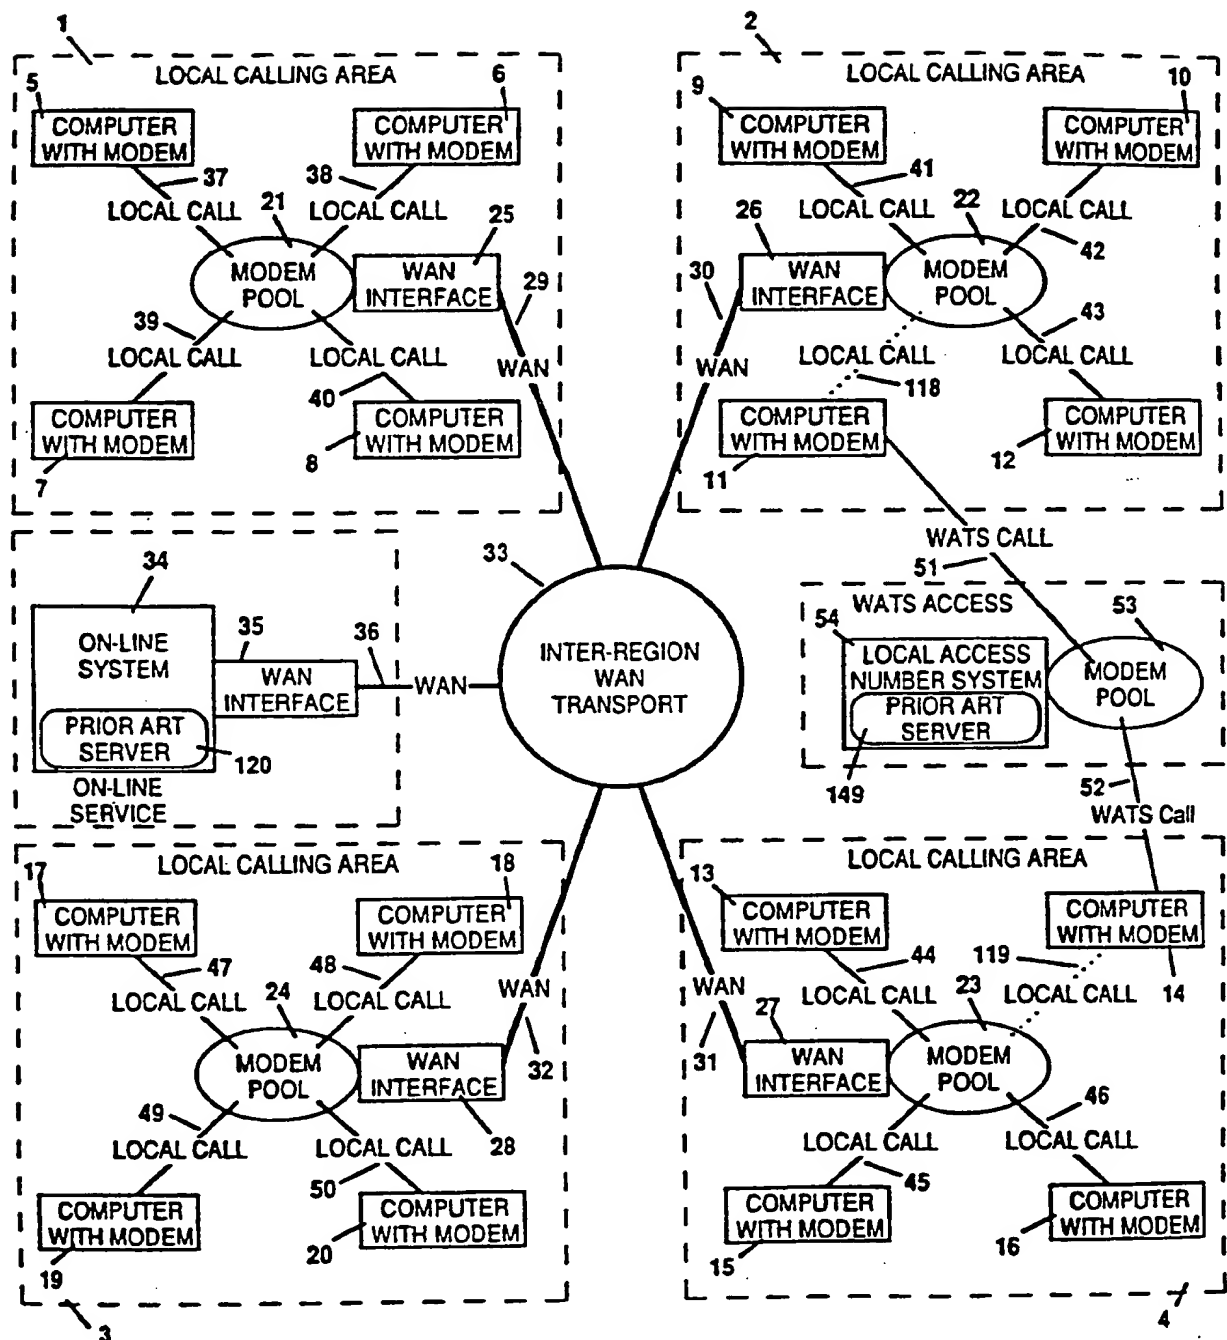 1
2
LOCAL CALLING AREA
5
6
COMPUTER
WITH MODEM
COMPUTER
WITH MODEM
37
38
LOCAL CALL
21
LOCAL CALL
25
MODEM
POOL
WAN
INTERFACE
29
39
LOCAL CALL
LOCAL CALL
WAN
40
COMPUTER
WITH MODEM
COMPUTER
WITH MODEM
7
8
LOCAL CALLING AREA
9
10
COMPUTER
WITH MODEM
COMPUTER
WITH MODEM
41
26
LOCAL CALL
22
LOCAL CALL
42
30
WAN
INTERFACE
MODEM
POOL
43
WAN
LOCAL CALL
LOCAL CALL
118
COMPUTER
WITH MODEM
COMPUTER
WITH MODEM
11
12
WATS CALL
51
34
ON-LINE
SYSTEM
35
36
WAN
INTERFACE
WAN
PRIOR ART
SERVER
120
ON-LINE
SERVICE
33
INTER-REGION
WAN
TRANSPORT
WATS ACCESS
53
54
LOCAL ACCESS
NUMBER SYSTEM
MODEM
POOL
PRIOR ART
SERVER
149
52
WATS Call
LOCAL CALLING AREA
17
18
COMPUTER
WITH MODEM
COMPUTER
WITH MODEM
47
48
LOCAL CALL
24
LOCAL CALL
WAN
MODEM
POOL
WAN
INTERFACE
32
49
28
LOCAL CALL
LOCAL CALL
50
COMPUTER
WITH MODEM
COMPUTER
WITH MODEM
19
20
3
LOCAL CALLING AREA
13
COMPUTER
WITH MODEM
COMPUTER
WITH MODEM
44
119
14
WAN
27
LOCAL CALL
23
LOCAL CALL
31
WAN
INTERFACE
MODEM
POOL
46
LOCAL CALL
LOCAL CALL
45
COMPUTER
WITH MODEM
COMPUTER
WITH MODEM
15
16
4